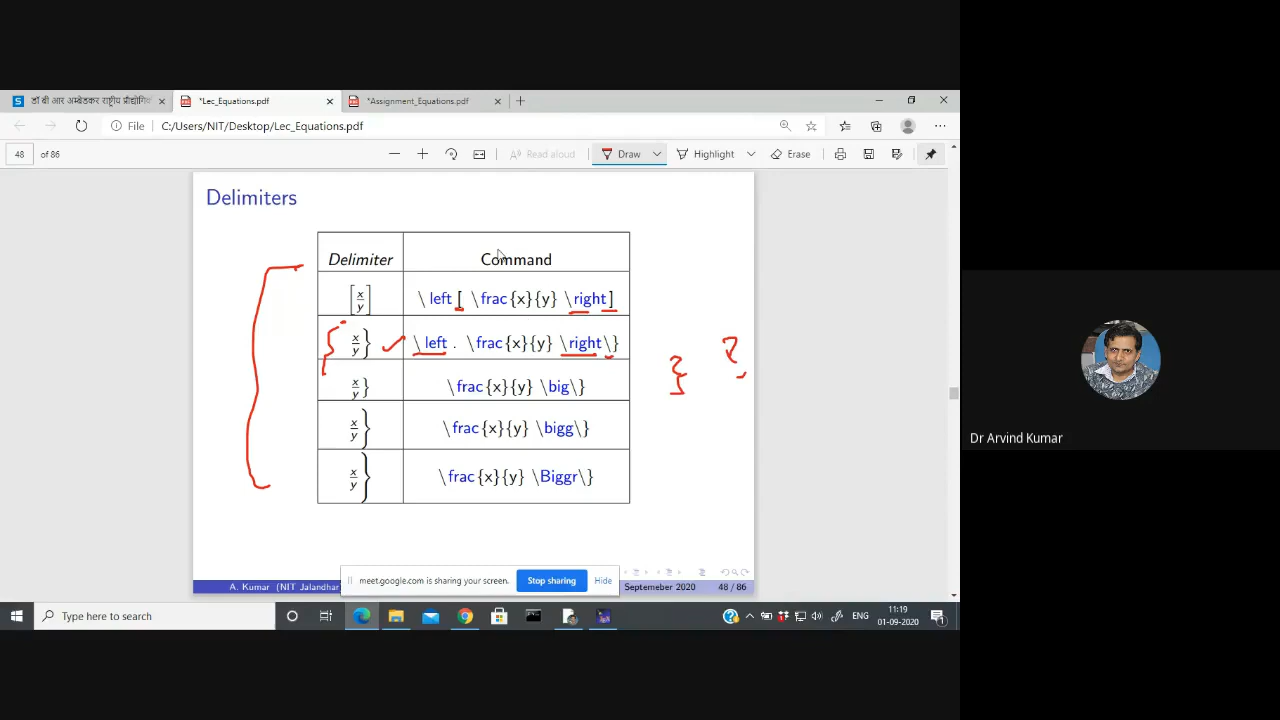 डॉ बी आर अम्बेडकर राष्ट्रीय प्रौद्योगिक
*Lec_Equations.pdf
*Assignment_Equations.pdf
File
C:/Users/NIT/Desktop/Lec_Equations.pdf
48 of 86
Read aloud
Draw
Highlight
Erase
Delimiters
Delimiter Command
[x/y] \ left [ \frac{x}{y} \right ]
x/y} \ left . \frac{x}{y} \right \}
x/y} \frac{x}{y} \big\}
x/y} \frac{x}{y} \bigg\}
x/y} \frac{x}{y} \Biggr\}
Dr Arvind Kumar
meet.google.com is sharing your screen. Stop sharing Hide
A. Kumar (NIT Jalandhar) Septemeber 2020 48 / 86
Type here to search
ENG
11:19
01-09-2020